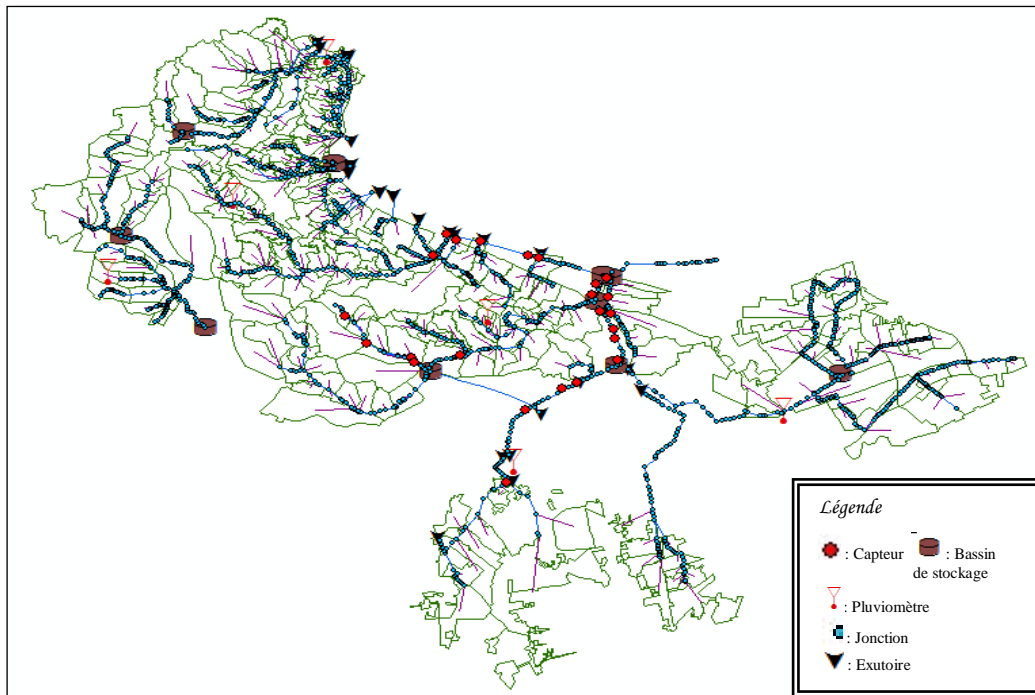 Légende
: Capteur
: Bassin
de stockage
: Pluviomètre
: Jonction
: Exutoire